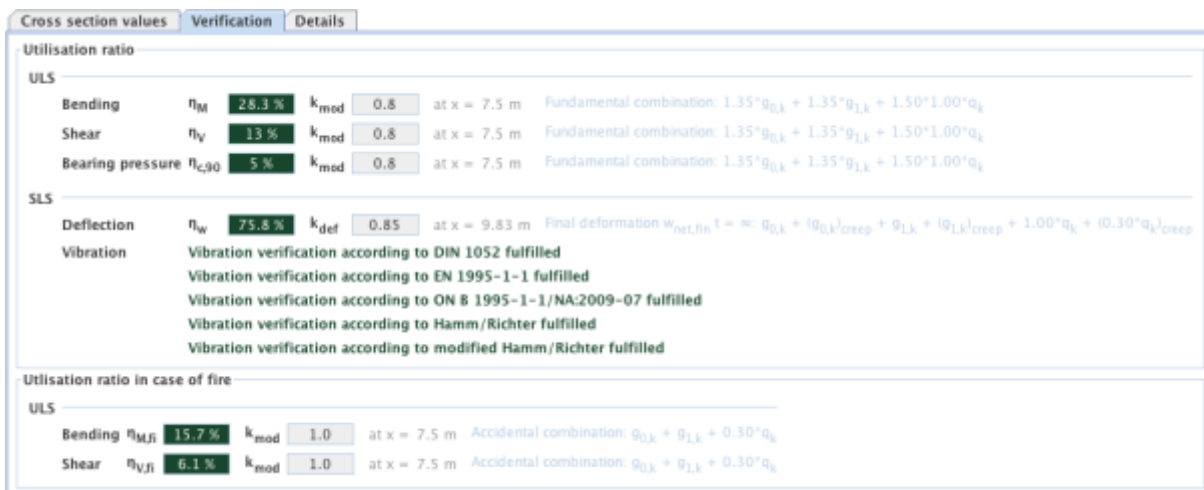 Cross section values Verification Details
Utilisation ratio
ULS
Bending ηM 28.3 % kmod 0.8 at x = 7.5 m Fundamental combination: 1.35*g0,k + 1.35*g1,k + 1.50*1.00*qk
Shear ηV 13 % kmod 0.8 at x = 7.5 m Fundamental combination: 1.35*g0,k + 1.35*g1,k + 1.50*1.00*qk
Bearing pressure ηc,90 5 % kmod 0.8 at x = 7.5 m Fundamental combination: 1.35*g0,k + 1.35*g1,k + 1.50*1.00*qk
SLS
Deflection ηw 75.8 % kdef 0.85 at x = 9.83 m Final deformation wnet,fin t = ∞: g0,k + (g0,k)creep + g1,k + (g1,k)creep + 1.00*qk + (0.30*qk)creep
Vibration Vibration verification according to DIN 1052 fulfilled
Vibration verification according to EN 1995-1-1 fulfilled
Vibration verification according to ON B 1995-1-1/NA:2009-07 fulfilled
Vibration verification according to Hamm/Richter fulfilled
Vibration verification according to modified Hamm/Richter fulfilled
Utlisation ratio in case of fire
ULS
Bending ηM,fi 15.7 % kmod 1.0 at x = 7.5 m Accidental combination: g0,k + g1,k + 0.30*qk
Shear ηV,fi 6.1 % kmod 1.0 at x = 7.5 m Accidental combination: g0,k + g1,k + 0.30*qk